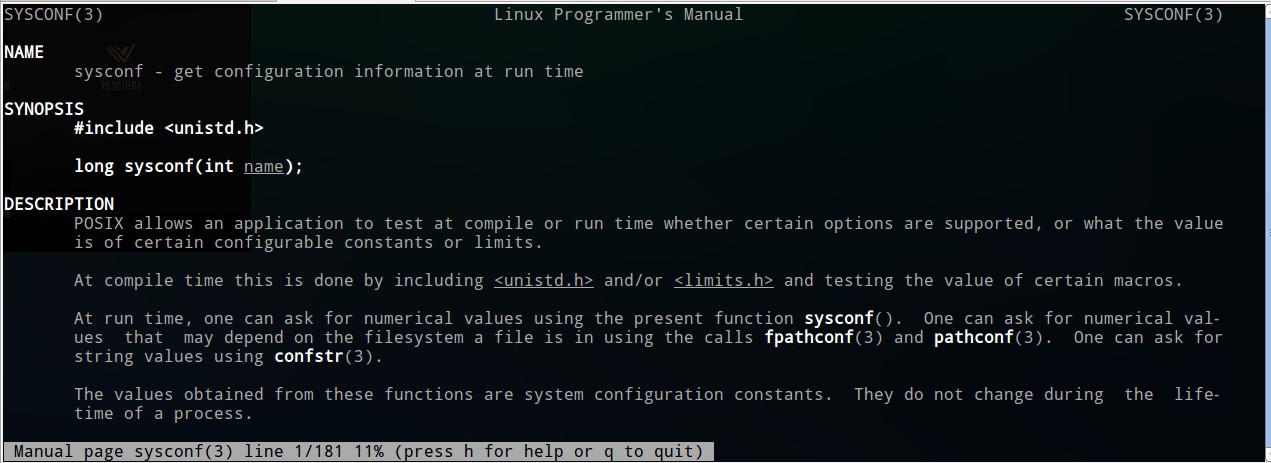 SYSCONF(3) Linux Programmer's Manual SYSCONF(3)
NAME
sysconf - get configuration information at run time
SYNOPSIS
#include <unistd.h>
long sysconf(int name);
DESCRIPTION
POSIX allows an application to test at compile or run time whether certain options are supported, or what the value
is of certain configurable constants or limits.
At compile time this is done by including <unistd.h> and/or <limits.h> and testing the value of certain macros.
At run time, one can ask for numerical values using the present function sysconf().  One can ask for numerical val-
ues  that  may depend on the filesystem a file is in using the calls fpathconf(3) and pathconf(3).  One can ask for
string values using confstr(3).
The values obtained from these functions are system configuration constants.  They do not change during  the  life-
time of a process.
Manual page sysconf(3) line 1/181 11% (press h for help or q to quit)